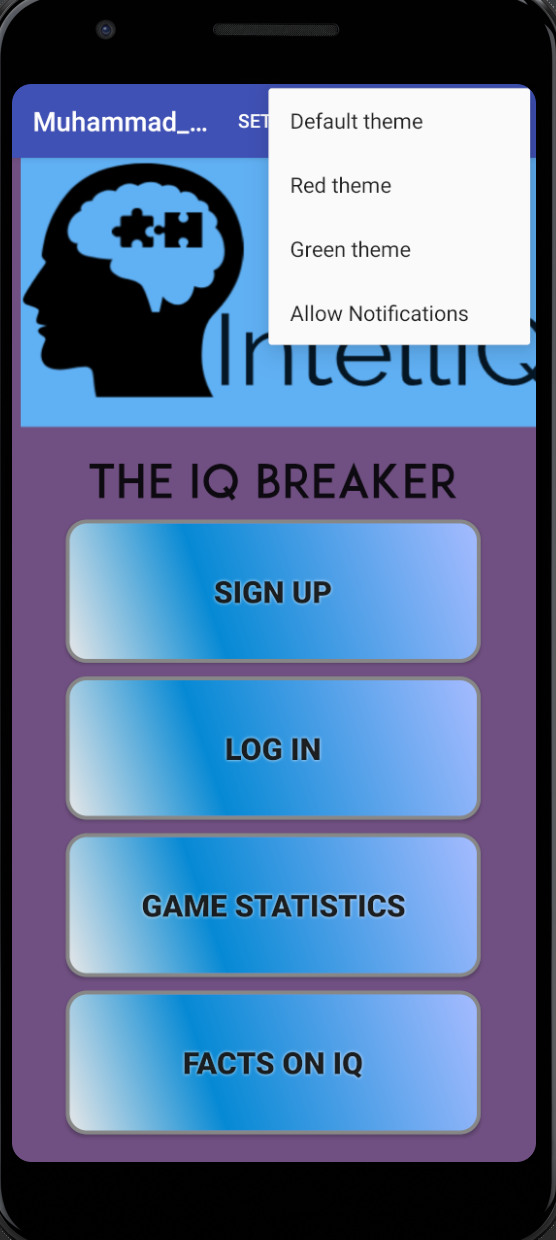 Muhammad_...
SET
Default theme
Red theme
Green theme
Allow Notifications
IntelliQ
THE IQ BREAKER
SIGN UP
LOG IN
GAME STATISTICS
FACTS ON IQ